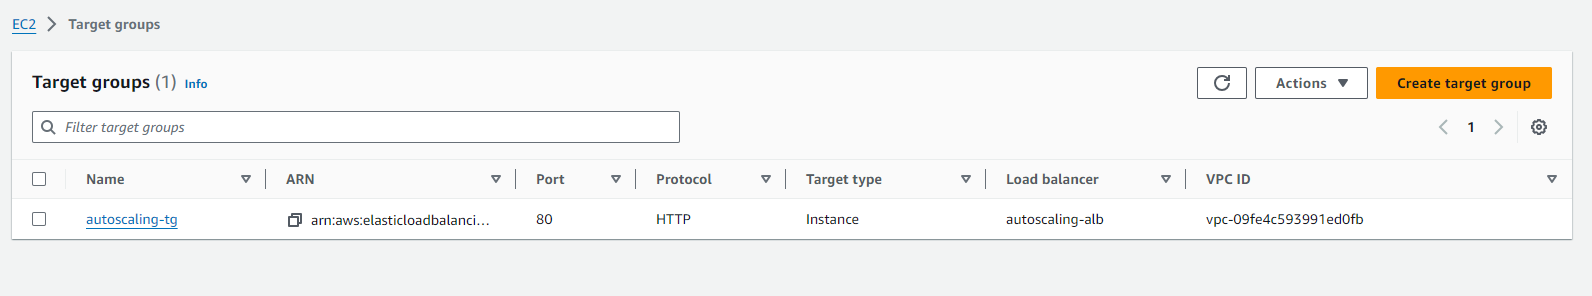 EC2 > Target groups
Target groups (1) Info
Actions
Create target group
Filter target groups
1
Name ARN Port Protocol Target type Load balancer VPC ID
autoscaling-tg arn:aws:elasticloadbalanci... 80 HTTP Instance autoscaling-alb vpc-09fe4c593991ed0fb